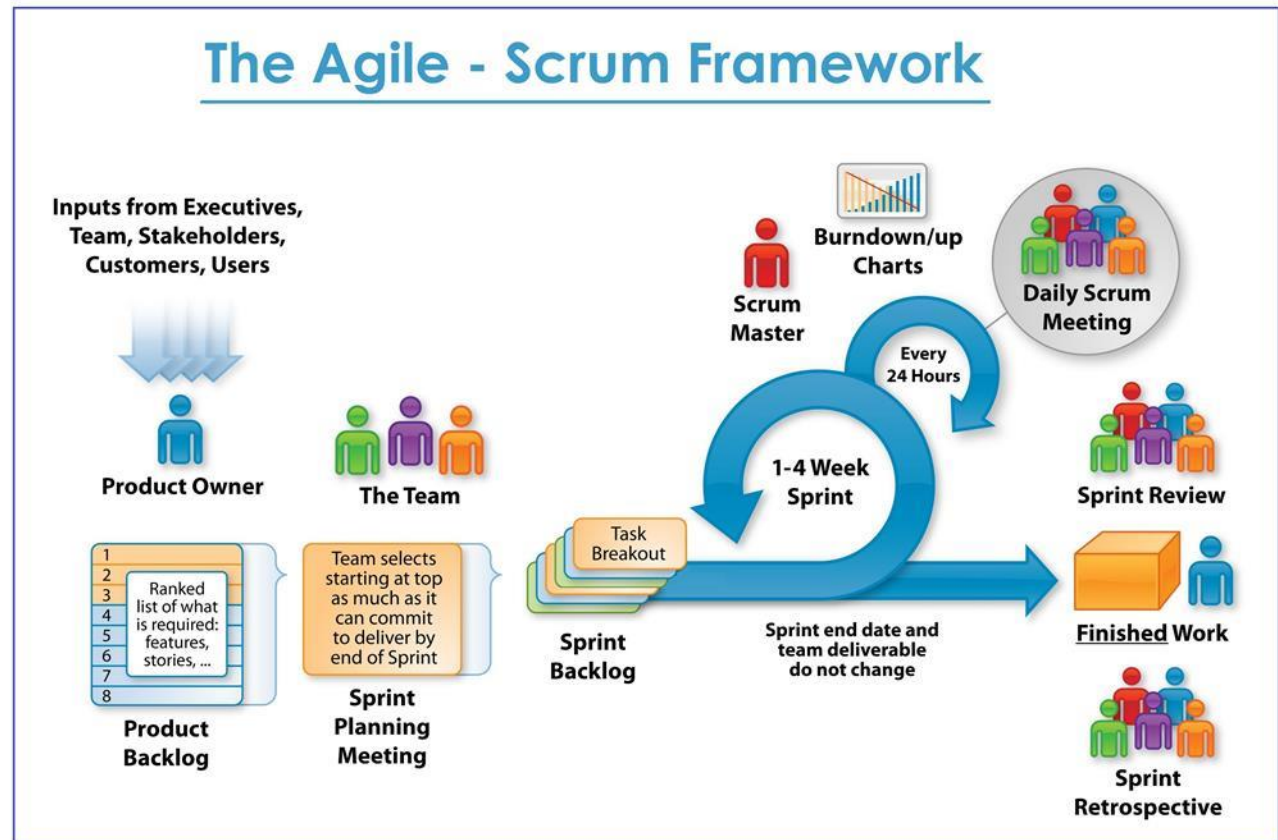 The Agile - Scrum Framework
Inputs from Executives,
Team, Stakeholders,
Customers, Users
Product Owner
The Team
1
2
3
4
5
6
7
8
Ranked
list of what
is required:
features,
stories, ...
Product
Backlog
Team selects
starting at top
as much as it
can commit
to deliver by
end of Sprint
Sprint
Planning
Meeting
Task
Breakout
Sprint
Backlog
Scrum
Master
Burndown/up
Charts
Daily Scrum
Meeting
Every
24 Hours
1-4 Week
Sprint
Sprint end date and
team deliverable
do not change
Sprint Review
Finished Work
Sprint
Retrospective